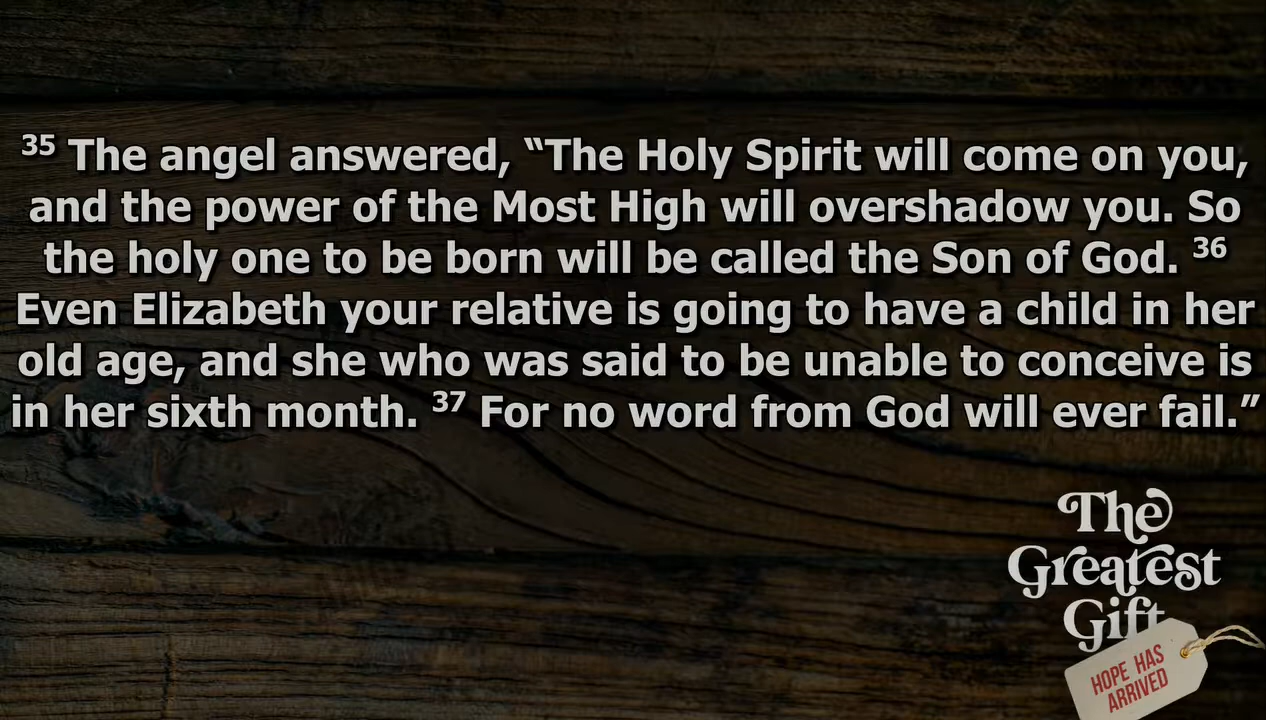 35 The angel answered, “The Holy Spirit will come on you,
and the power of the Most High will overshadow you. So
the holy one to be born will be called the Son of God. 36
Even Elizabeth your relative is going to have a child in her
old age, and she who was said to be unable to conceive is
in her sixth month. 37 For no word from God will ever fail.”
The
Greatest
Gift
HOPE HAS
ARRIVED